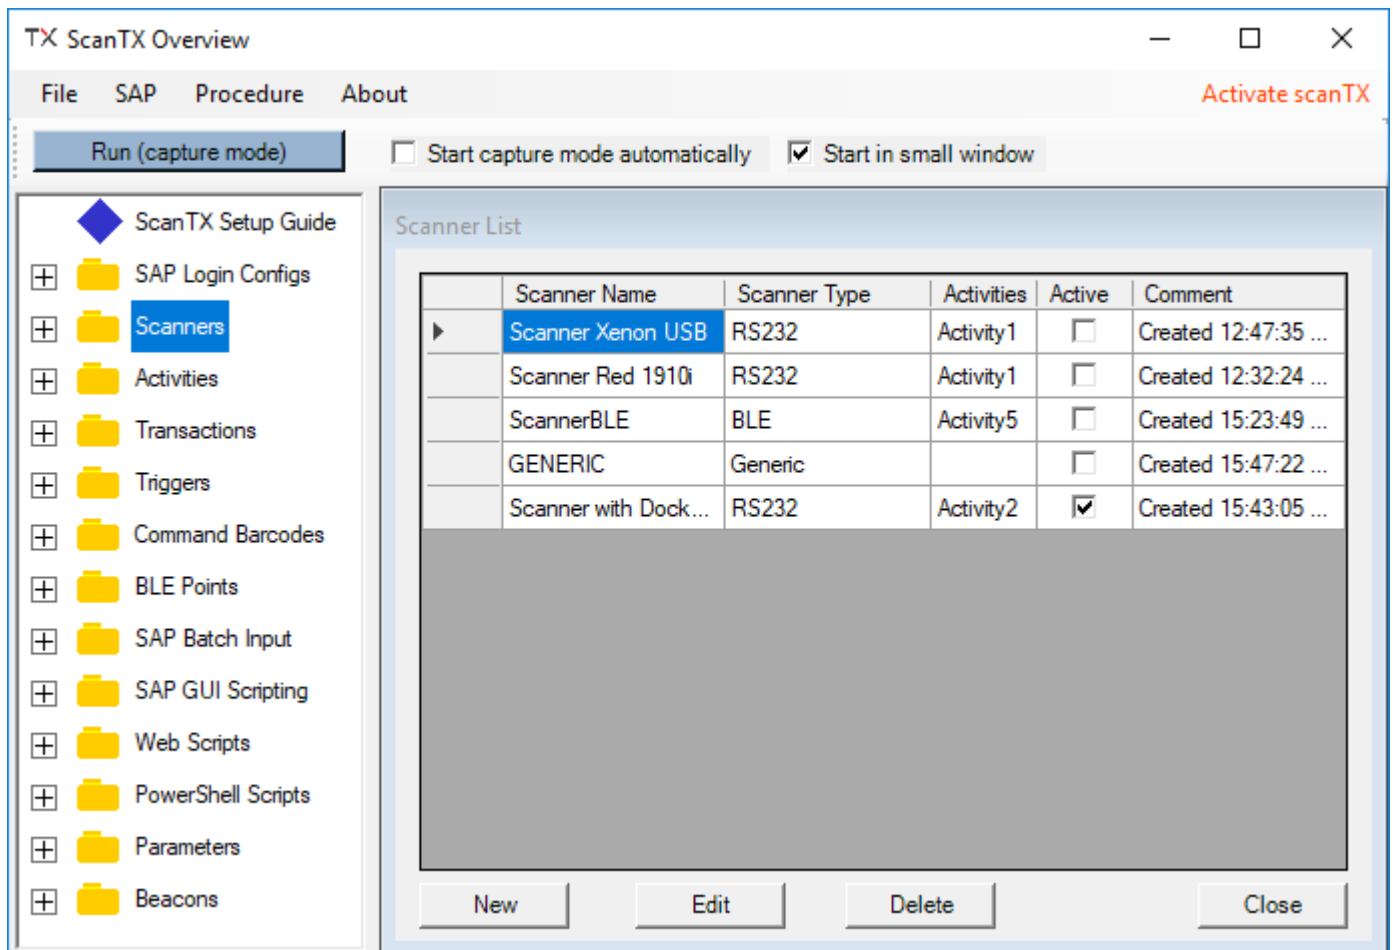 TX ScanTX Overview
File SAP Procedure About Activate scanTX
Run (capture mode) Start capture mode automatically Start in small window
ScanTX Setup Guide
SAP Login Configs
Scanners
Activities
Transactions
Triggers
Command Barcodes
BLE Points
SAP Batch Input
SAP GUI Scripting
Web Scripts
PowerShell Scripts
Parameters
Beacons
Scanner List
Scanner Name Scanner Type Activities Active Comment
Scanner Xenon USB RS232 Activity1 Created 12:47:35 ...
Scanner Red 1910i RS232 Activity1 Created 12:32:24 ...
ScannerBLE BLE Activity5 Created 15:23:49 ...
GENERIC Generic Created 15:47:22 ...
Scanner with Dock... RS232 Activity2 Created 15:43:05 ...
New Edit Delete Close